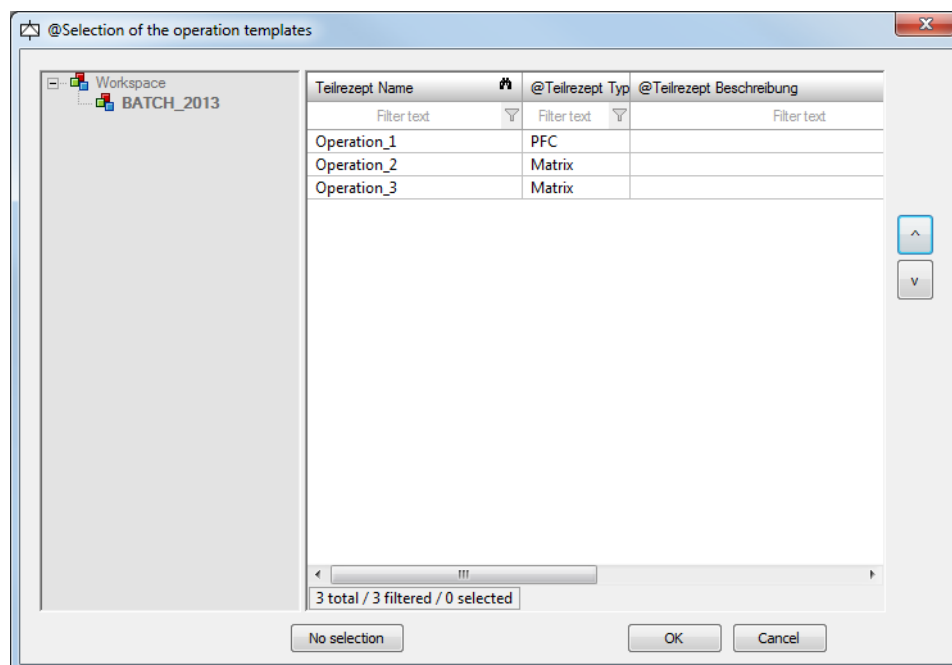 @Selection of the operation templates
x
Workspace
BATCH_2013
Teilrezept Name @Teilrezept Typ @Teilrezept Beschreibung
Filter text Filter text Filter text
Operation_1 PFC
Operation_2 Matrix
Operation_3 Matrix
^
v
3 total / 3 filtered / 0 selected
No selection OK Cancel